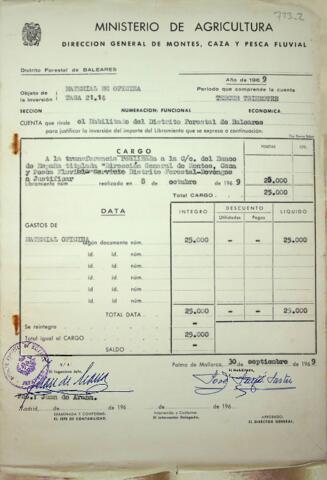 773-2
MINISTERIO DE AGRICULTURA
DIRECCION GENERAL DE MONTES, CAZA Y PESCA FLUVIAL
Distrito Forestal de BALEARES
Año de 1969
Objeto de la Inversión MATERIAL DE OFICINA TASA 21,16
Período que comprende la cuenta TERCER TRIMESTRE
SECCION NUMERACION: FUNCIONAL ECONOMICA
CUENTA que rinde el Habilitado del Distrito Forestal de Baleares
para justificar la inversión del importe del Libramiento que se expresa a continuación.
CARGO PESETAS
A la transferencia realizada a la C/c. del Banco
de España titulada "Dirección General de Montes, Caza
y Pesca Fluvial Servicio Distrito Forestal-Devengos
a Justificar
Libramiento núm. realizado en 8 octubre de 1969 25.000
Total CARGO 25.000
DATA INTEGRO DESCUENTO LIQUIDO
Utilidades Pagos
GASTOS DE
MATERIAL OFICINA según documento núm. 25.000 - - 25.000
id. id. núm.
id. id. núm.
id. id. núm.
id. id. núm.
id. id. núm.
TOTAL DATA 25.000 - - 25.000
Se reintegra
Total igual al CARGO 25.000 - - 25.000
SALDO
Palma de Mallorca, 30 septiembre de 1969
V.º B.º
El Ingeniero Jefe,
El Habilitado,
Fdo.: Juan de Arana.
Madrid, de de 196
de de 196
EXAMINADA Y CONFORME:
EL JEFE DE CONTABILIDAD,
Intervenido y Conforme:
El Interventor Delegado,
APROBADO:
EL DIRECTOR GENERAL,